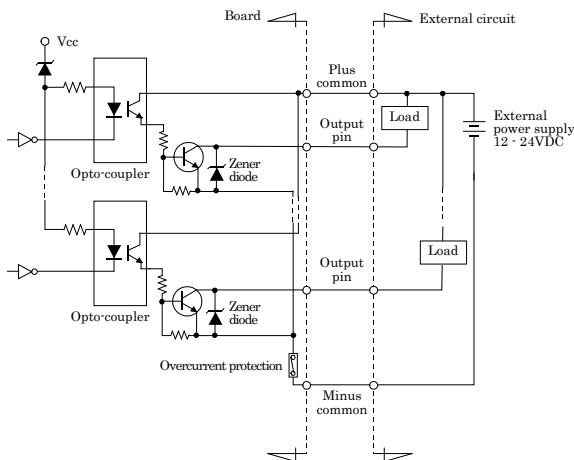 Board
External circuit
Vcc
Plus
common
Load
Output
pin
External
power supply
12 - 24VDC
Zener
diode
Opto-coupler
Load
Output
pin
Zener
diode
Opto-coupler
Overcurrent protection
Minus
common